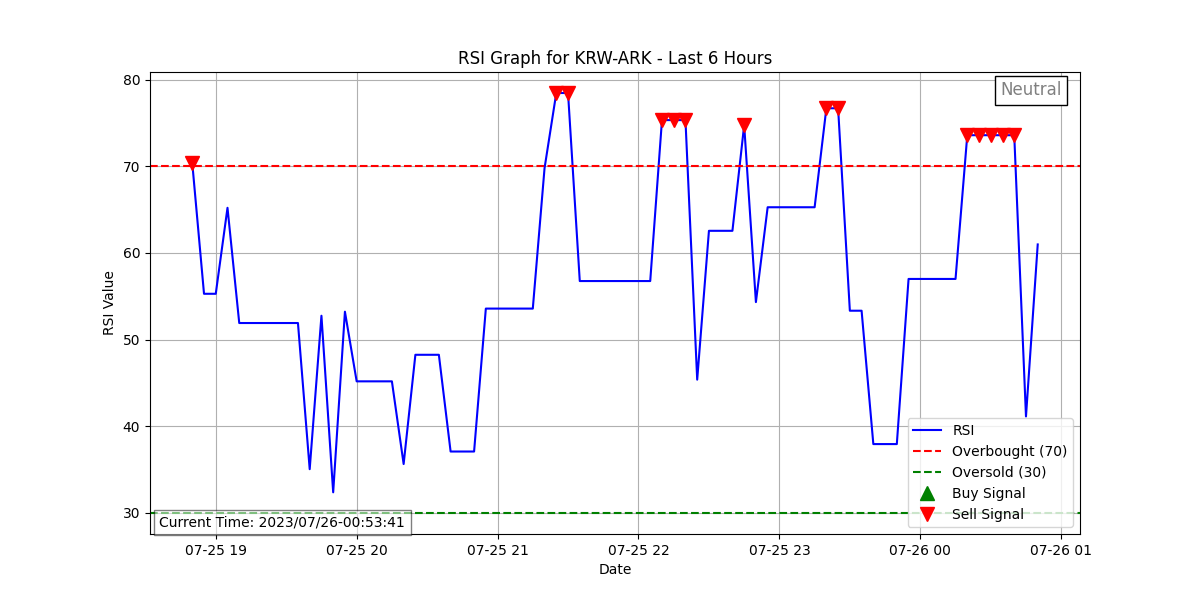 RSI Graph for KRW-ARK - Last 6 Hours
Neutral
80
70
60
50
40
30
RSI Value
RSI
Overbought (70)
Oversold (30)
Buy Signal
Sell Signal
Current Time: 2023/07/26-00:53:41
07-25 19
07-25 20
07-25 21
07-25 22
07-25 23
07-26 00
07-26 01
Date